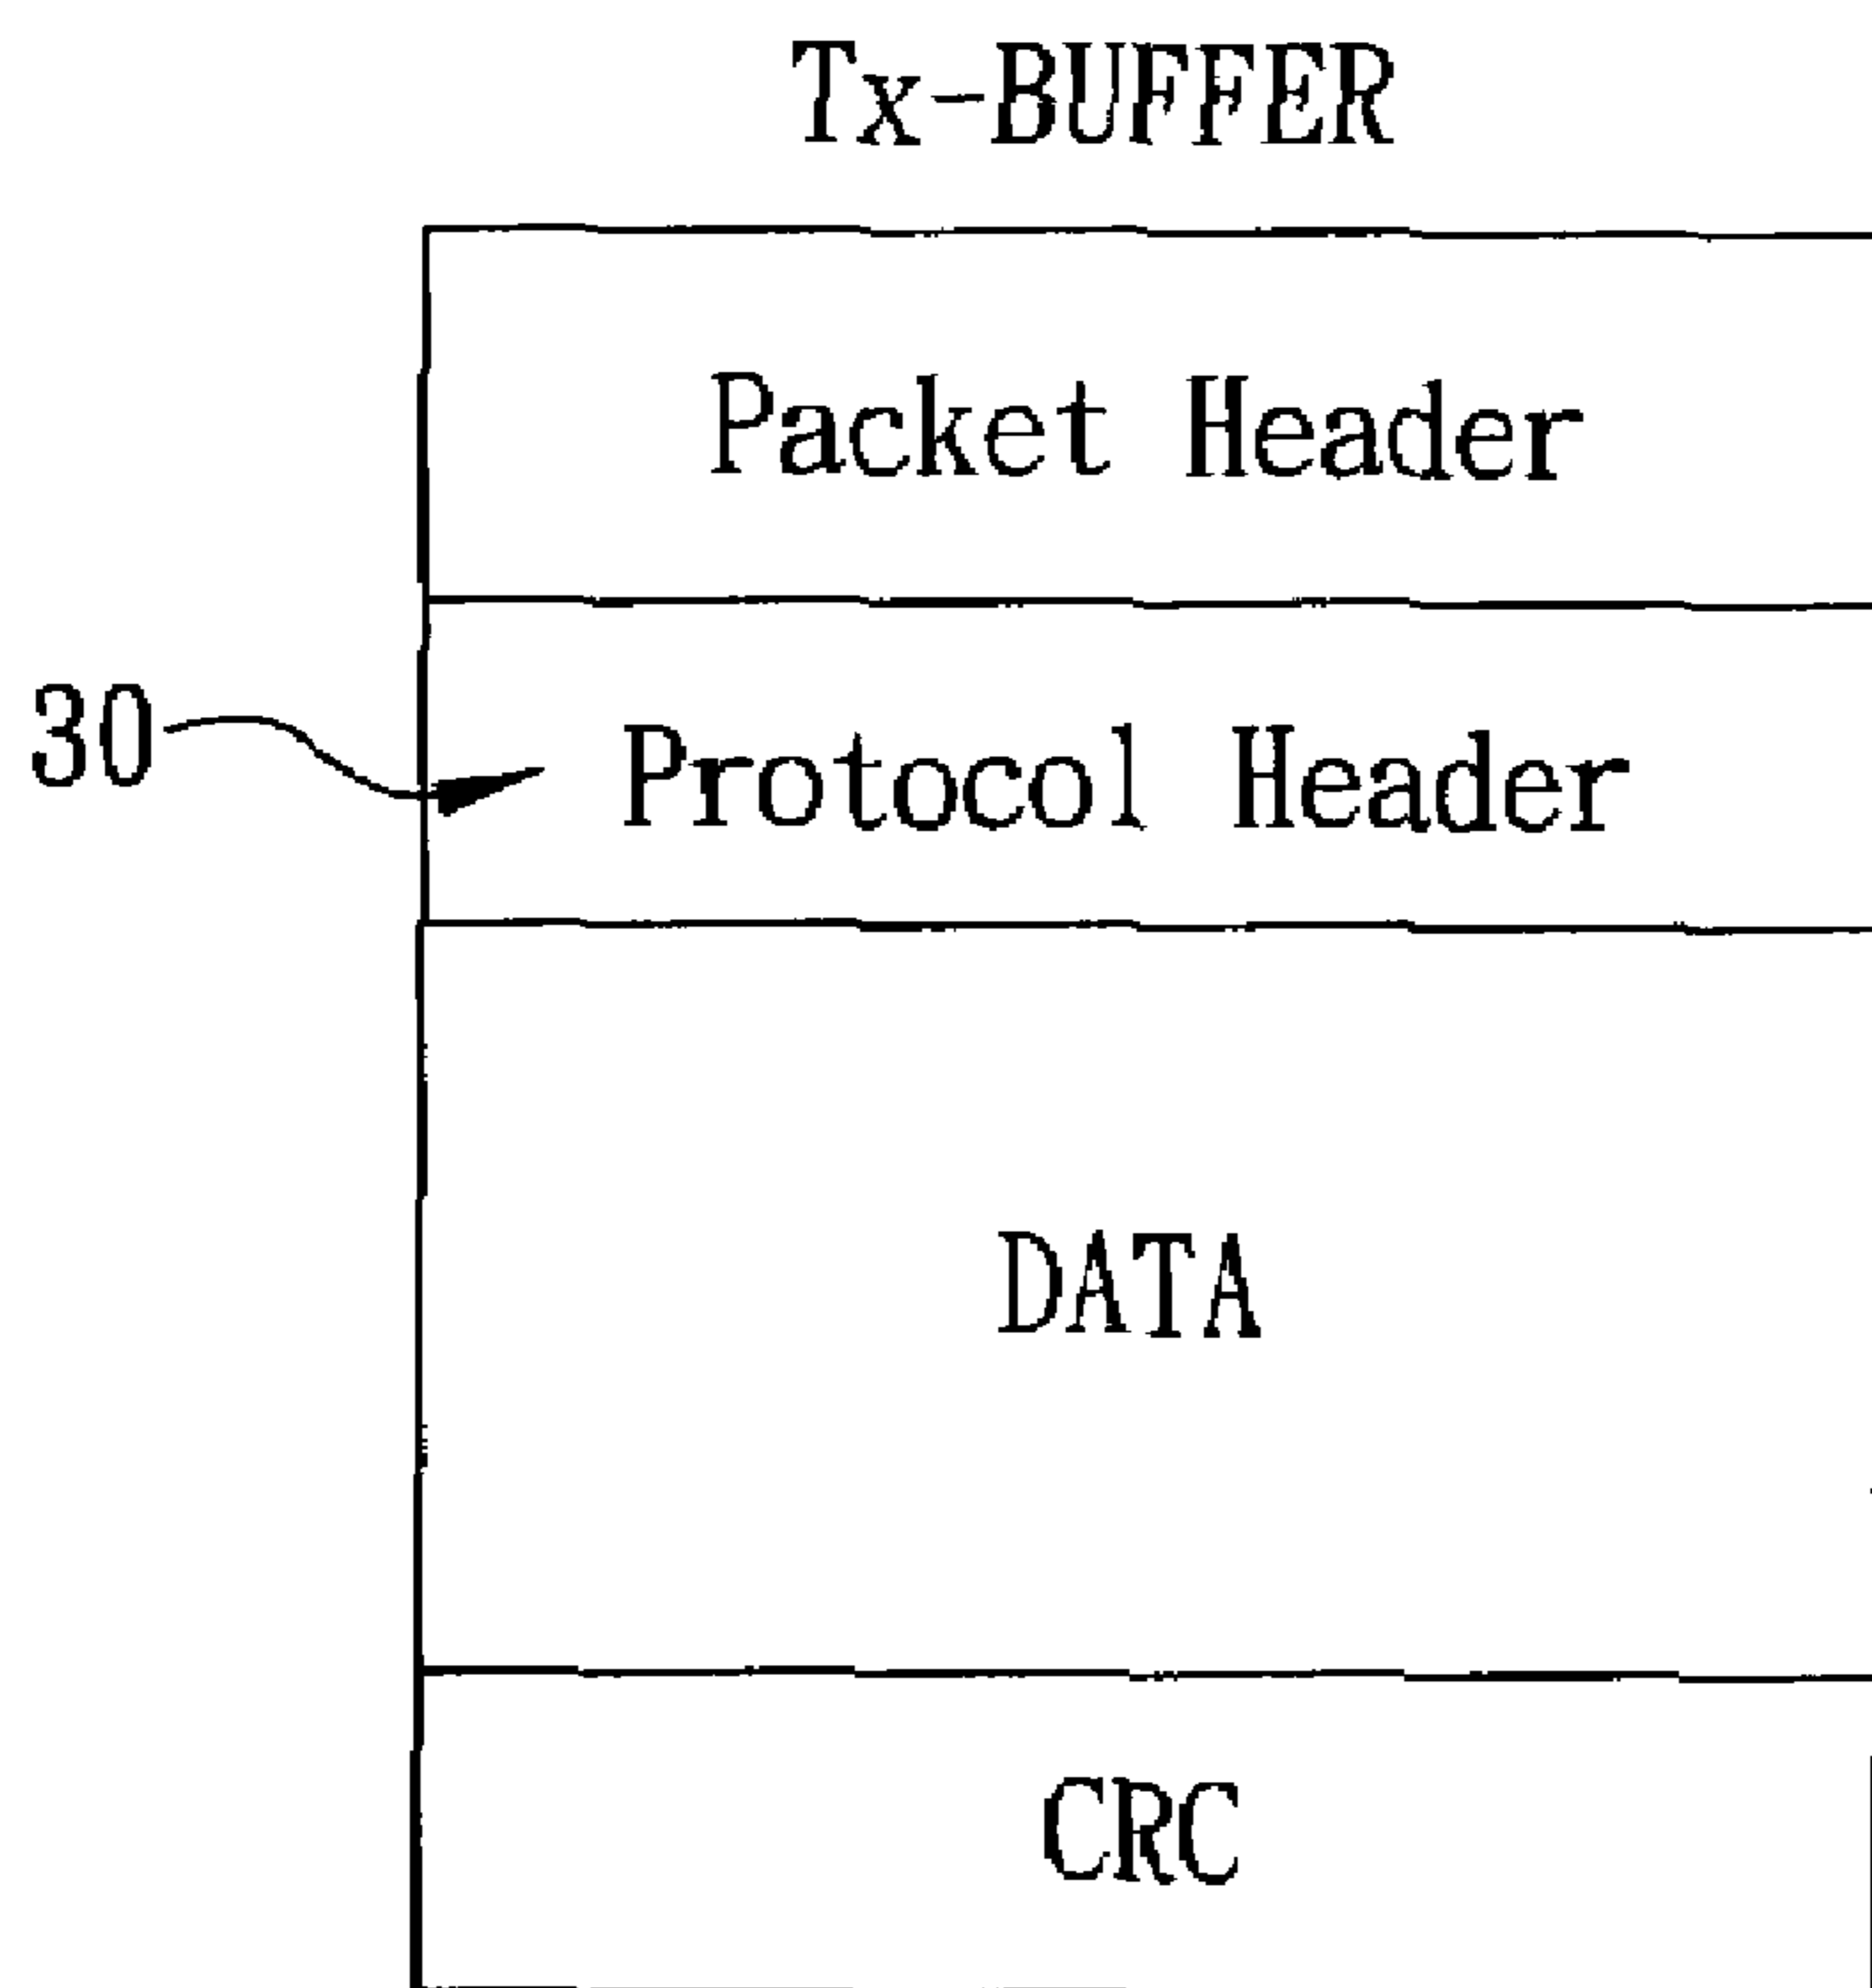 Tx-BUFFER
Packet Header
30
Protocol Header
DATA
CRC